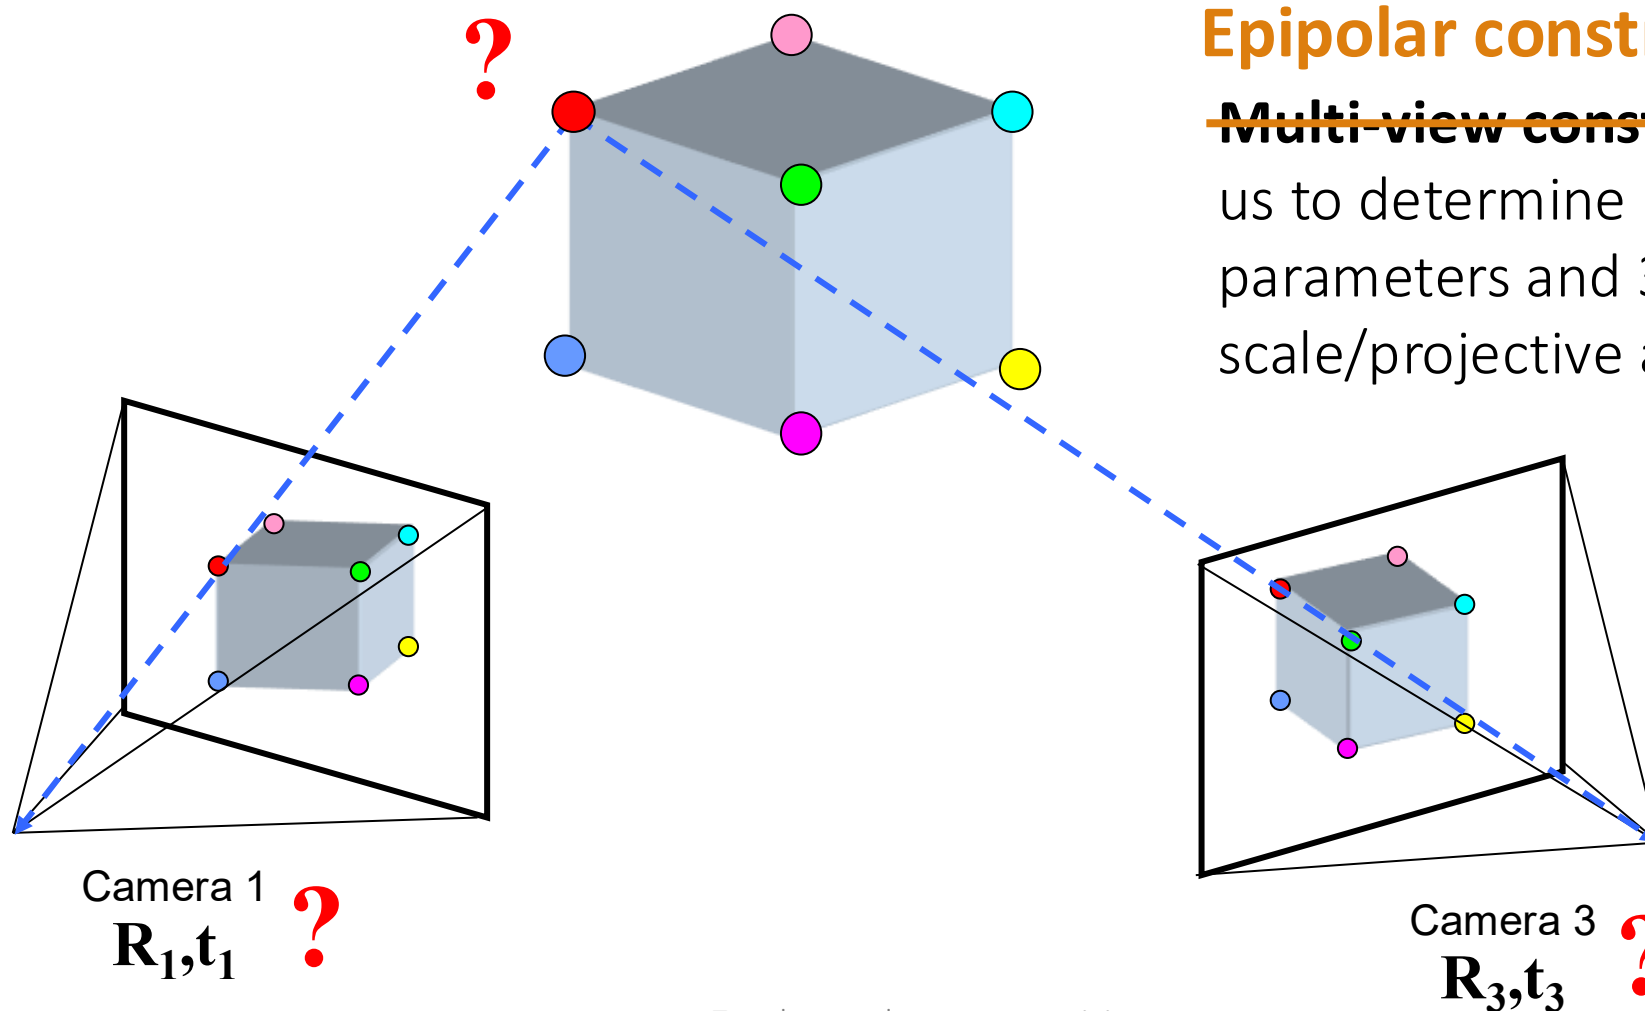 ?
Epipolar const
Multi-view cons
us to determine
parameters and 3
scale/projective a
Camera 1
R₁,t₁
?
Camera 3
R₃,t₃
?